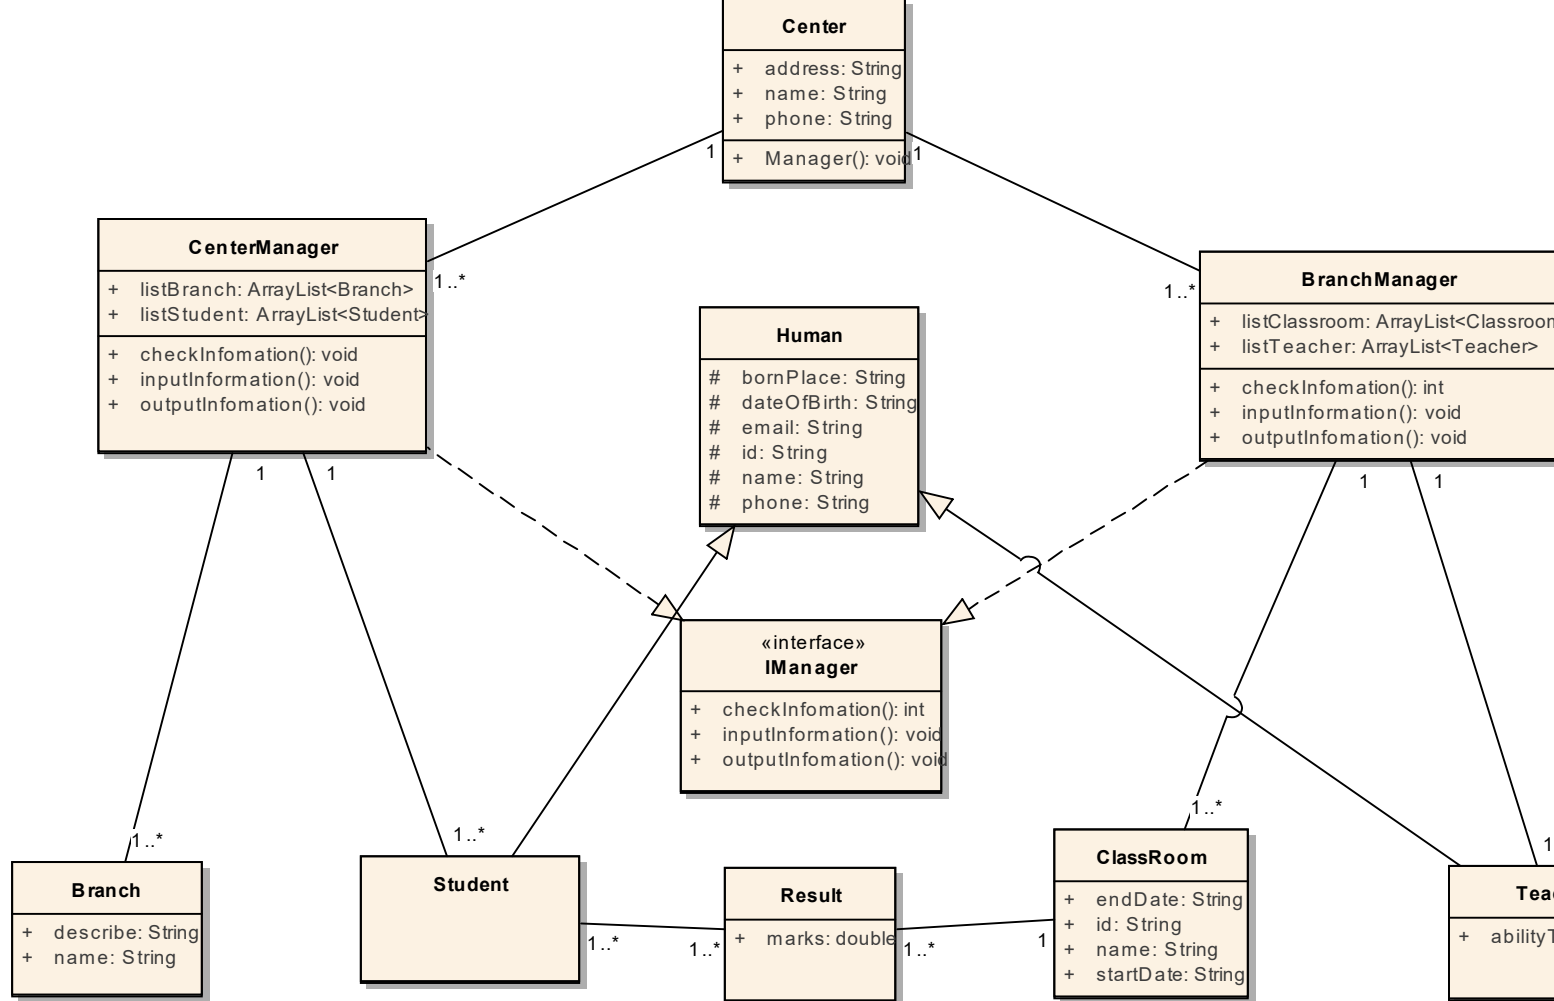 Center
+ address: String
+ name: String
+ phone: String
+ Manager(): void
1
1
CenterManager
+ listBranch: ArrayList<Branch>
+ listStudent: ArrayList<Student>
+ checkInfomation(): void
+ inputInformation(): void
+ outputInfomation(): void
1..*
1..*
BranchManager
+ listClassroom: ArrayList<Classroom
+ listTeacher: ArrayList<Teacher>
+ checkInfomation(): int
+ inputInformation(): void
+ outputInfomation(): void
Human
# bornPlace: String
# dateOfBirth: String
# email: String
# id: String
# name: String
# phone: String
1
1
1
1
«interface»
IManager
+ checkInfomation(): int
+ inputInformation(): void
+ outputInfomation(): void
1..*
1..*
1..*
1
Branch
+ describe: String
+ name: String
Student
1..*
1..*
Result
+ marks: double
1..*
1
ClassRoom
+ endDate: String
+ id: String
+ name: String
+ startDate: String
+